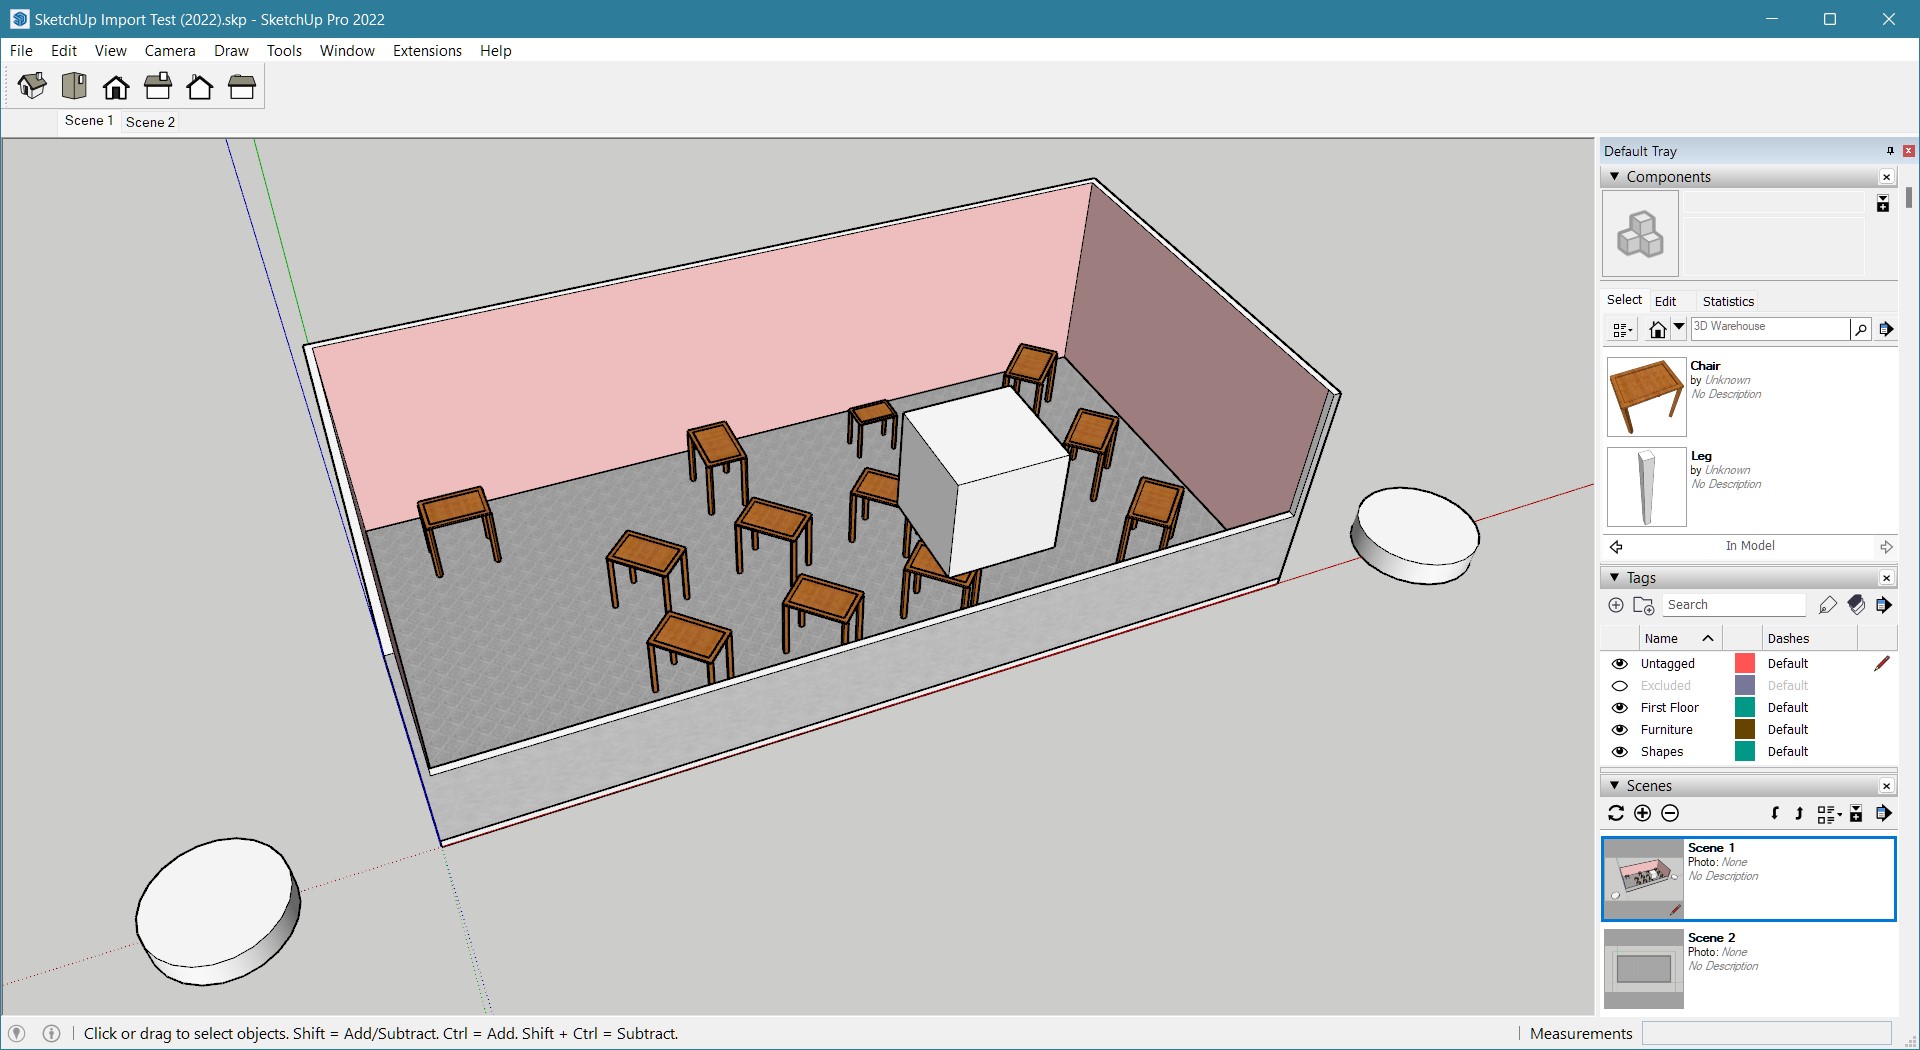 SketchUp Import Test (2022).skp - SketchUp Pro 2022
File Edit View Camera Draw Tools Window Extensions Help
Scene 1 Scene 2
Default Tray
Components
Select Edit Statistics
3D Warehouse
Chair
by Unknown
No Description
Leg
by Unknown
No Description
In Model
Tags
Search
Name Dashes
Untagged Default
Excluded Default
First Floor Default
Furniture Default
Shapes Default
Scenes
Scene 1
Photo: None
No Description
Scene 2
Photo: None
No Description
Click or drag to select objects. Shift = Add/Subtract. Ctrl = Add. Shift + Ctrl = Subtract.
Measurements